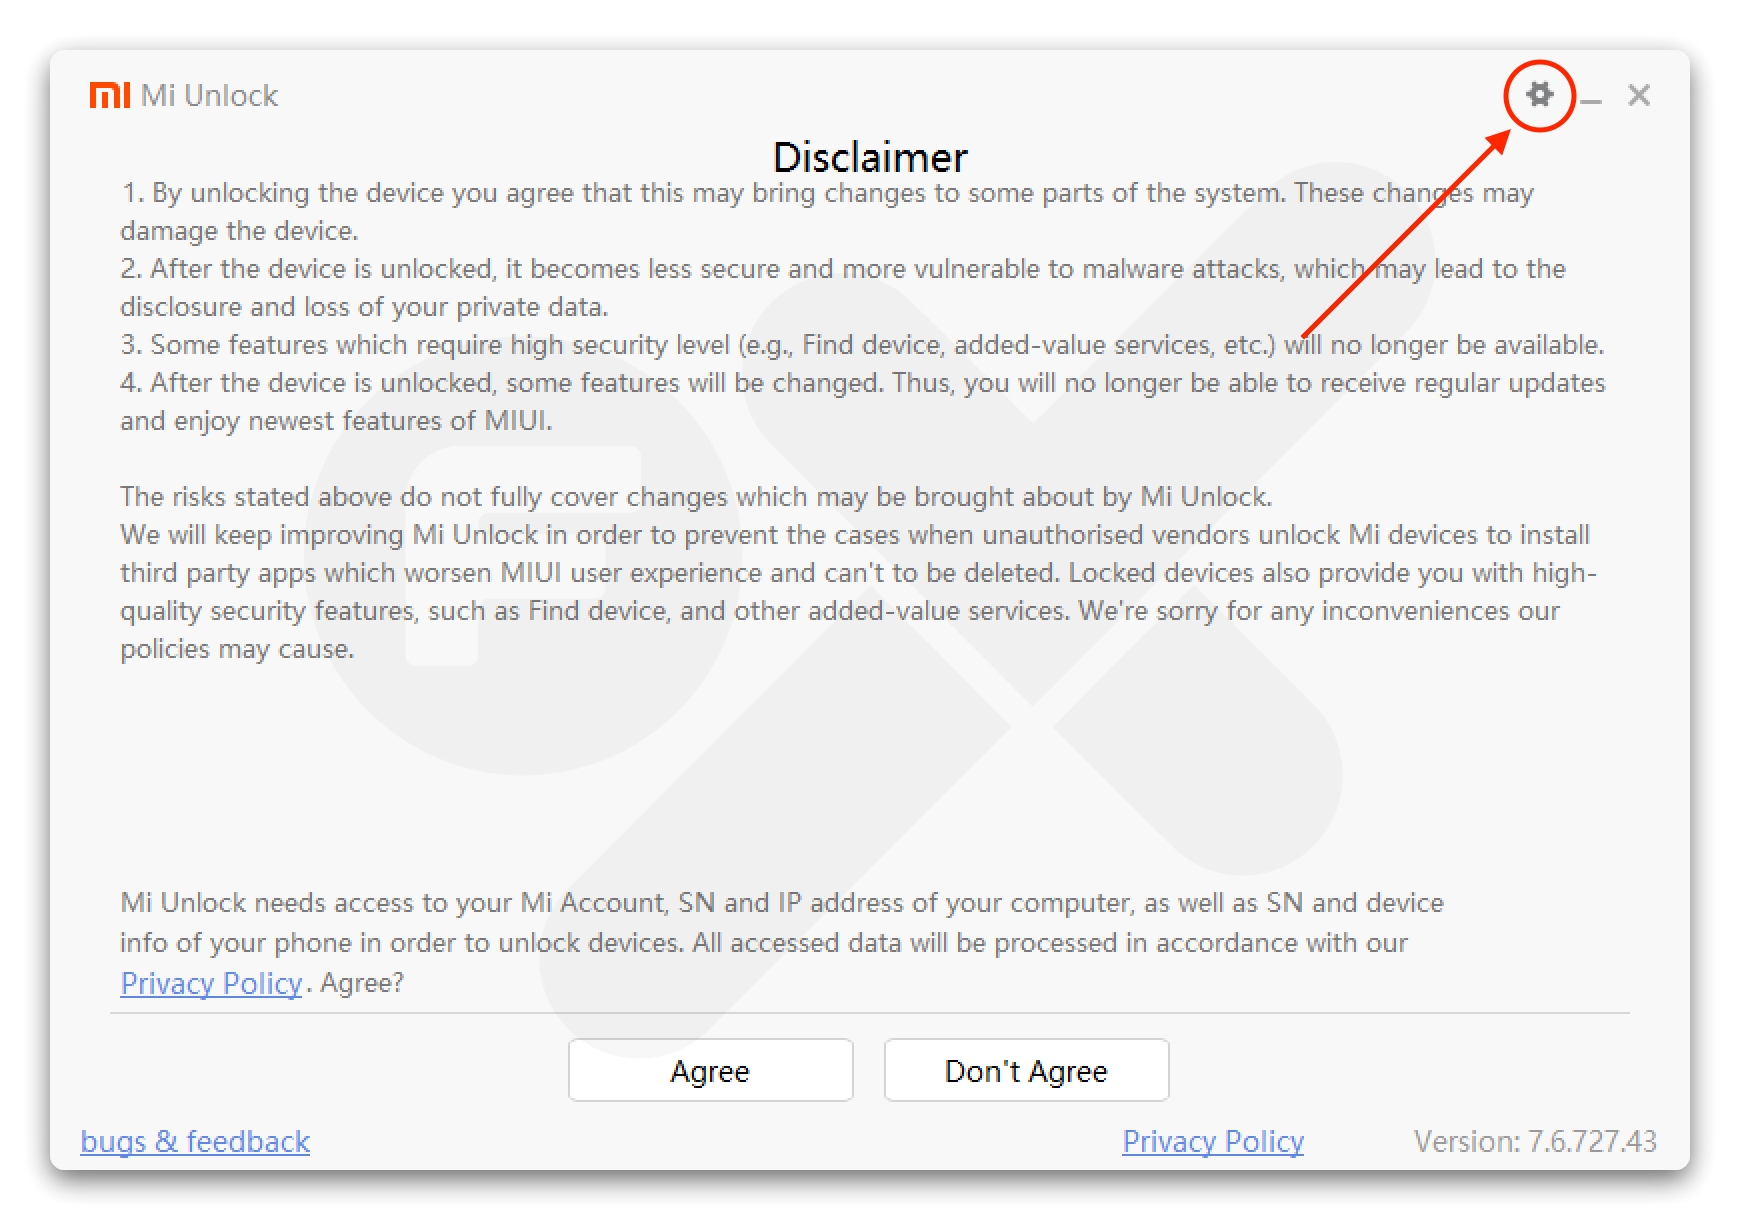 Mi Unlock
Disclaimer
1. By unlocking the device you agree that this may bring changes to some parts of the system. These changes may
damage the device.
2. After the device is unlocked, it becomes less secure and more vulnerable to malware attacks, which may lead to the
disclosure and loss of your private data.
3. Some features which require high security level (e.g., Find device, added-value services, etc.) will no longer be available.
4. After the device is unlocked, some features will be changed. Thus, you will no longer be able to receive regular updates
and enjoy newest features of MIUI.
The risks stated above do not fully cover changes which may be brought about by Mi Unlock.
We will keep improving Mi Unlock in order to prevent the cases when unauthorised vendors unlock Mi devices to install
third party apps which worsen MIUI user experience and can't to be deleted. Locked devices also provide you with high-
quality security features, such as Find device, and other added-value services. We're sorry for any inconveniences our
policies may cause.
Mi Unlock needs access to your Mi Account, SN and IP address of your computer, as well as SN and device
info of your phone in order to unlock devices. All accessed data will be processed in accordance with our
Privacy Policy. Agree?
Agree Don't Agree
bugs & feedback Privacy Policy Version: 7.6.727.43